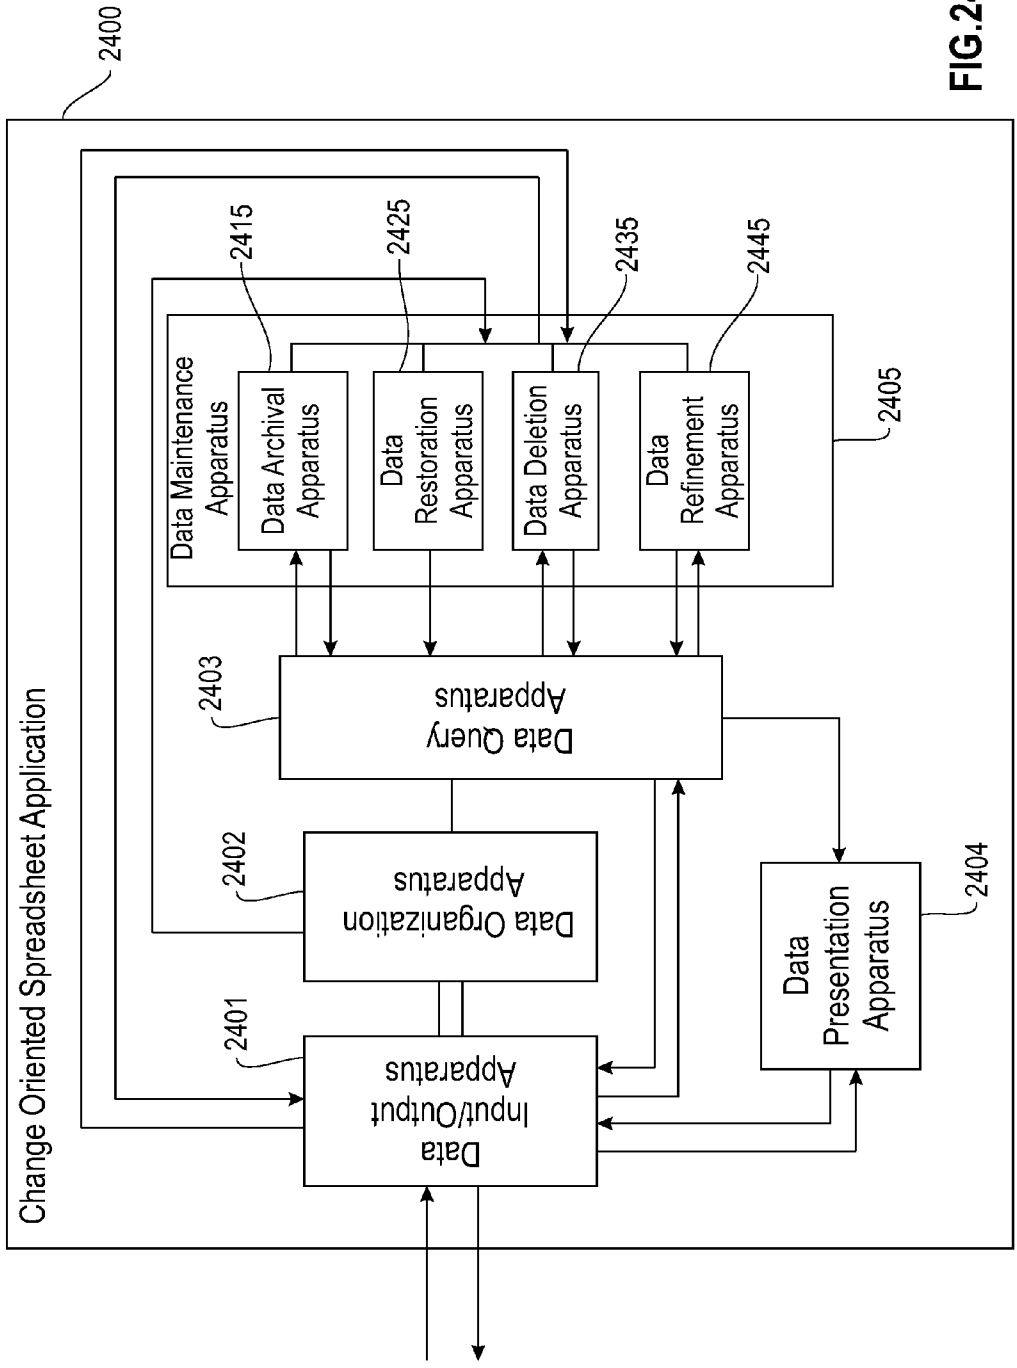 Change Oriented Spreadsheet Application
2400
Data Maintenance
Apparatus
Data Archival
Apparatus
2415
Data
Restoration
Apparatus
2425
Data Deletion
Apparatus
2435
Data
Refinement
Apparatus
2445
2405
Data Query
Apparatus
2403
Data Organization
Apparatus
2402
Data
Input/Output
Apparatus
2401
Data
Presentation
Apparatus
2404